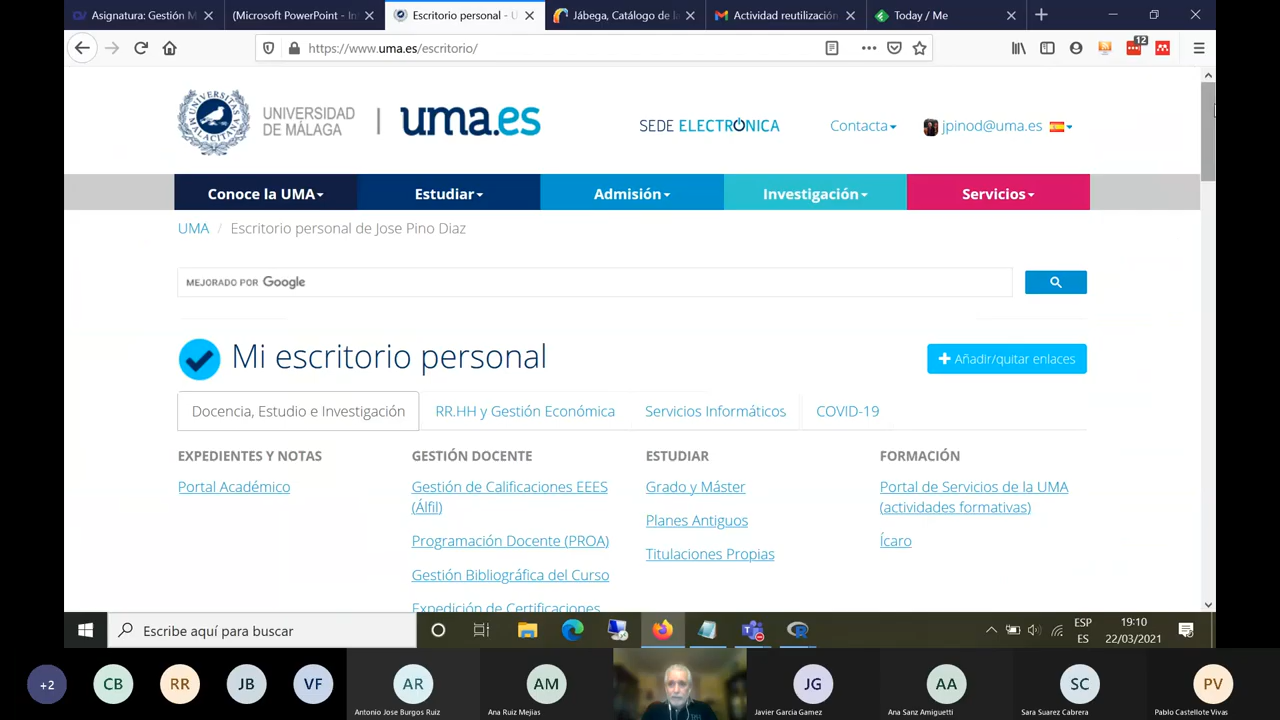 Asignatura: Gestión M
(Microsoft PowerPoint - In
Escritorio personal - U
Jábega, Catálogo de la
Actividad reutilización
Today / Me
https://www.uma.es/escritorio/
12
UNIVERSIDAD
DE MÁLAGA
uma.es
SEDE ELECTRÓNICA
Contacta
jpinod@uma.es
Conoce la UMA
Estudiar
Admisión
Investigación
Servicios
UMA / Escritorio personal de Jose Pino Diaz
MEJORADO POR Google
Mi escritorio personal
Añadir/quitar enlaces
Docencia, Estudio e Investigación
RR.HH y Gestión Económica
Servicios Informáticos
COVID-19
EXPEDIENTES Y NOTAS
Portal Académico
GESTIÓN DOCENTE
Gestión de Calificaciones EEES
(Álfil)
Programación Docente (PROA)
Gestión Bibliográfica del Curso
Expedición de Certificaciones
ESTUDIAR
Grado y Máster
Planes Antiguos
Titulaciones Propias
FORMACIÓN
Portal de Servicios de la UMA
(actividades formativas)
Ícaro
Escribe aquí para buscar
ESP
ES
19:10
22/03/2021
+2
CB
RR
JB
VF
AR
Antonio Jose Burgos Ruiz
AM
Ana Ruiz Mejias
JG
Javier Garcia Gamez
AA
Ana Sanz Amiguetti
SC
Sara Suarez Cabrera
PV
Pablo Castellote Vivas